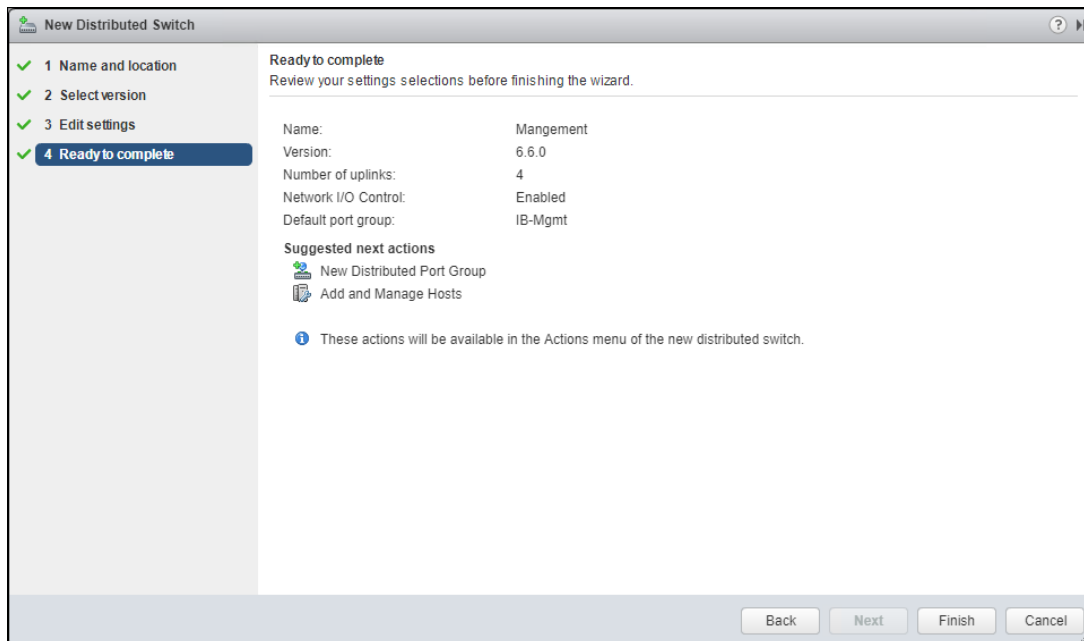 New Distributed Switch
?
1 Name and location
2 Select version
3 Edit settings
4 Ready to complete
Ready to complete
Review your settings selections before finishing the wizard.
Name: Mangement
Version: 6.6.0
Number of uplinks: 4
Network I/O Control: Enabled
Default port group: IB-Mgmt
Suggested next actions
New Distributed Port Group
Add and Manage Hosts
These actions will be available in the Actions menu of the new distributed switch.
Back Next Finish Cancel